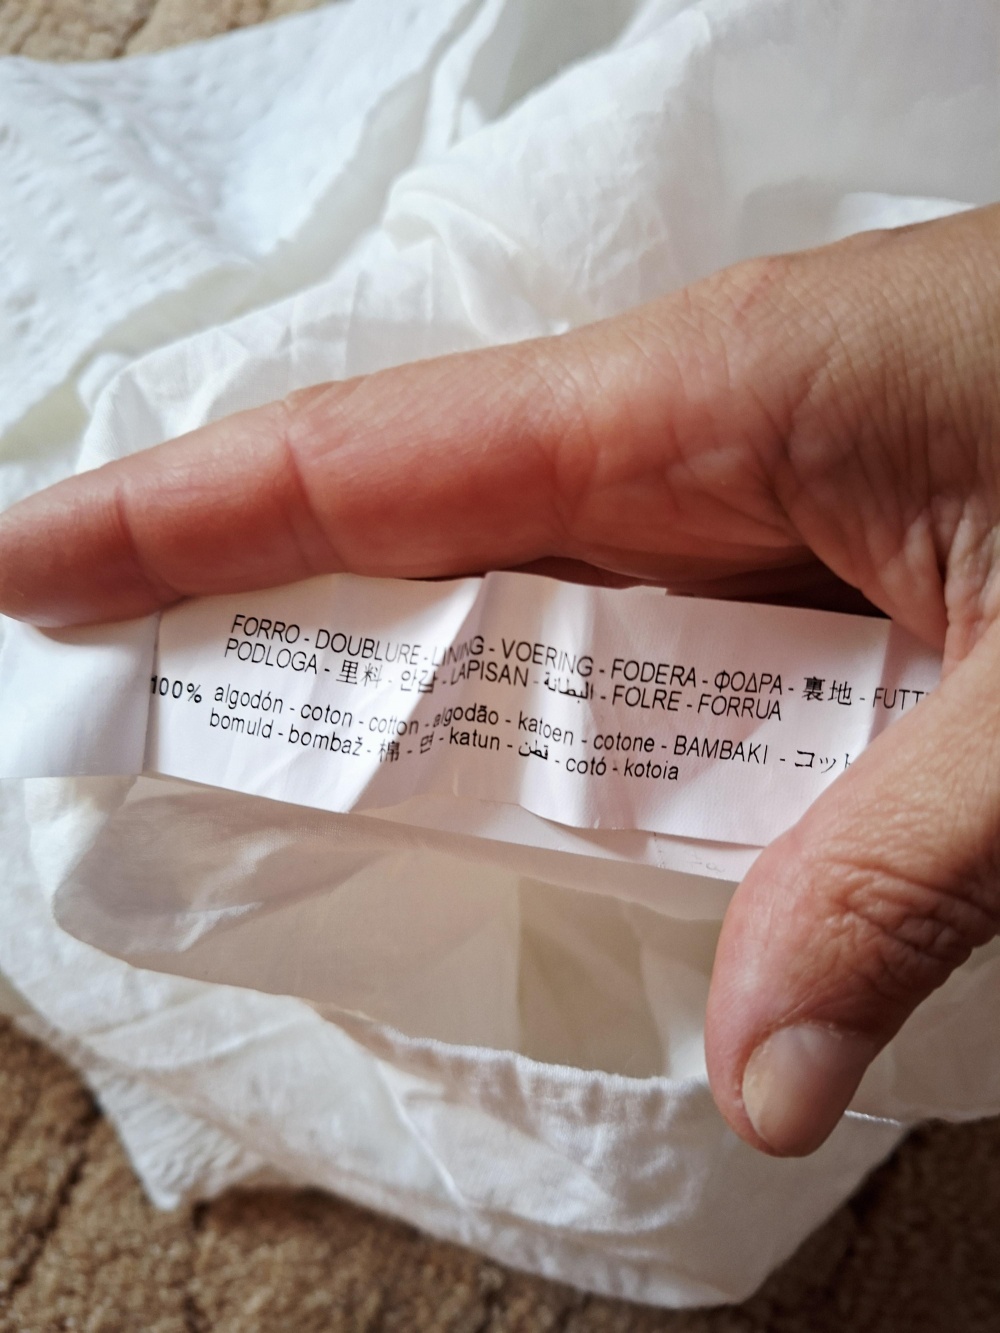 FORRO - DOUBLURE - LINING - VOERING - FODERA - ΦΟΔΡΑ - 裏地 -
PODLOGA - 里料 - 안감 - LAPISAN - البطانة - FOLRE - FORRUA
100% algodón - coton - cotton - algodão - katoen - cotone - BAMBAKI -
bomuld - bombaž - 棉 - 면 - katun - قطن - cotó - kotoia